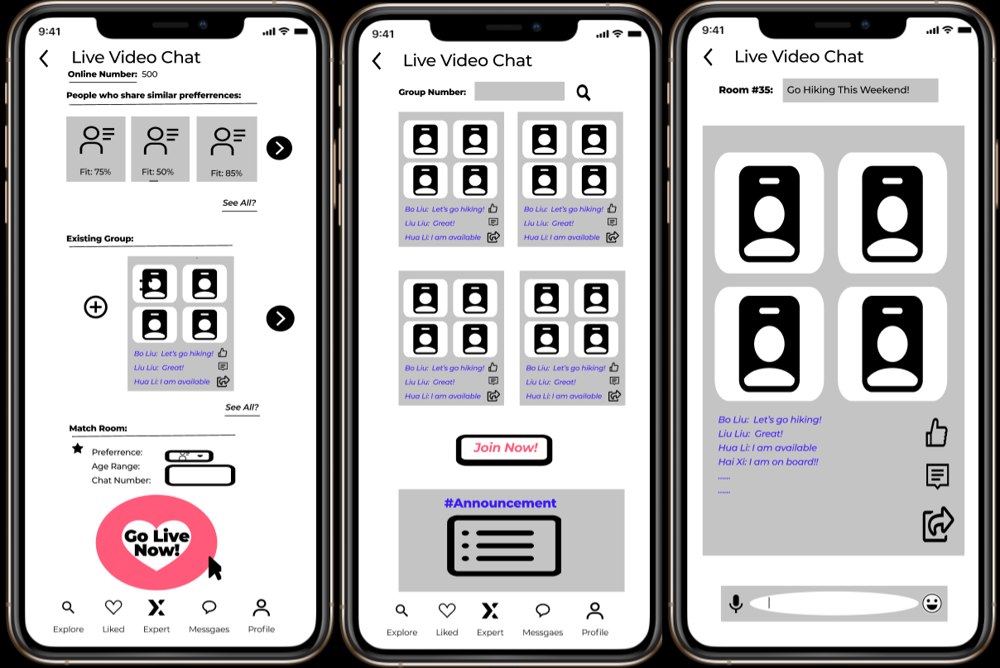 9:41
Live Video Chat
Online Number: 500
People who share similar prefferrences:
Fit: 75%
Fit: 50%
Fit: 85%
See All?
Existing Group:
Bo Liu: Let's go hiking!
Liu Liu: Great!
Hua Li: I am available
See All?
Match Room:
Preferrence:
Age Range:
Chat Number:
Go Live
Now!
Explore
Liked
Expert
Messgaes
Profile
9:41
Live Video Chat
Group Number:
Bo Liu: Let's go hiking!
Liu Liu: Great!
Hua Li: I am available
Bo Liu: Let's go hiking!
Liu Liu: Great!
Hua Li: I am available
Bo Liu: Let's go hiking!
Liu Liu: Great!
Hua Li: I am available
Bo Liu: Let's go hiking!
Liu Liu: Great!
Hua Li: I am available
Join Now!
#Announcement
Explore
Liked
Expert
Messgaes
Profile
9:41
Live Video Chat
Room #35: Go Hiking This Weekend!
Bo Liu: Let's go hiking!
Liu Liu: Great!
Hua Li: I am available
Hai Xi: I am on board!!
......
......